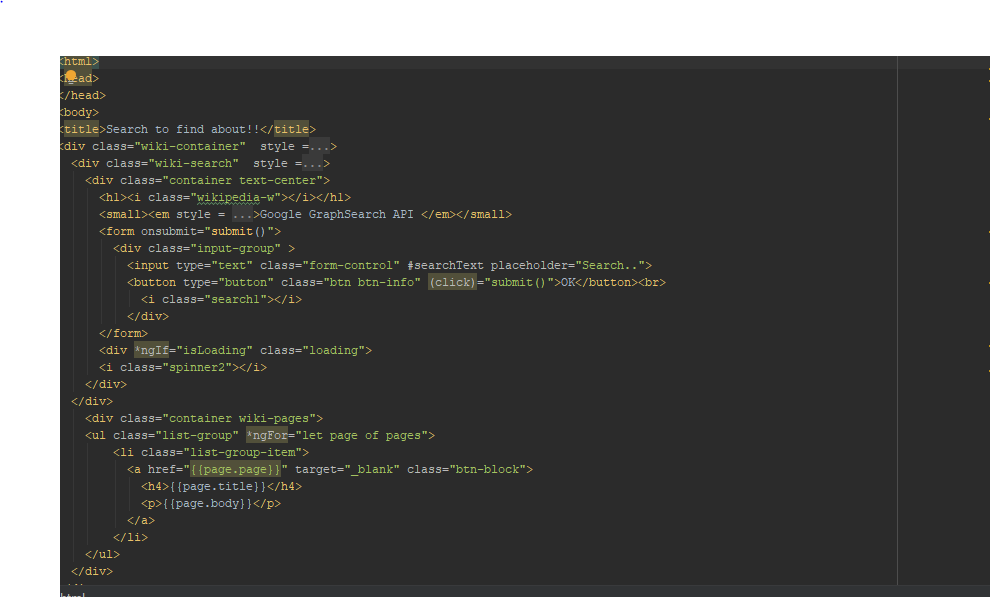 <html>
<head>
</head>
<body>
<title>Search to find about!!</title>
<div class="wiki-container"  style =...>
<div class="wiki-search"  style =...>
<div class="container text-center">
<h1><i class="wikipedia-w"></i></h1>
<small><em style = ...>Google GraphSearch API </em></small>
<form onsubmit="submit()">
<div class="input-group" >
<input type="text" class="form-control" #searchText placeholder="Search..">
<button type="button" class="btn btn-info" (click)="submit()">OK</button><br>
<i class="search1"></i>
</div>
</form>
<div *ngIf="isLoading" class="loading">
<i class="spinner2"></i>
</div>
</div>
<div class="container wiki-pages">
<ul class="list-group" *ngFor="let page of pages">
<li class="list-group-item">
<a href="{{page.page}}" target="_blank" class="btn-block">
<h4>{{page.title}}</h4>
<p>{{page.body}}</p>
</a>
</li>
</ul>
</div>